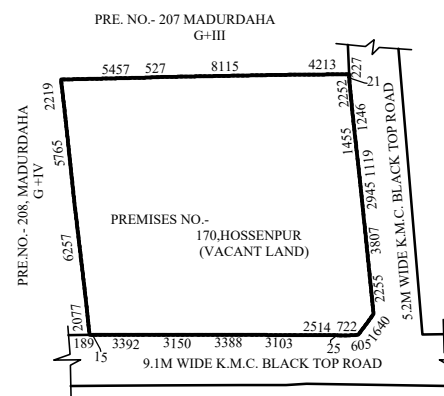 PRE. NO.- 207 MADURDAHA
G+III
5457 527 8115 4213
227
21
2219
2252
1246
1455
5765
1119
2945
PRE.NO.- 208, MADURDAHA
G+IV
PREMISES NO.-
170,HOSSENPUR
(VACANT LAND)
3807
5.2M WIDE K.M.C. BLACK TOP ROAD
6257
2255
2077
2514 722
1640
189
15
3392 3150 3388 3103
25
605
9.1M WIDE K.M.C. BLACK TOP ROAD